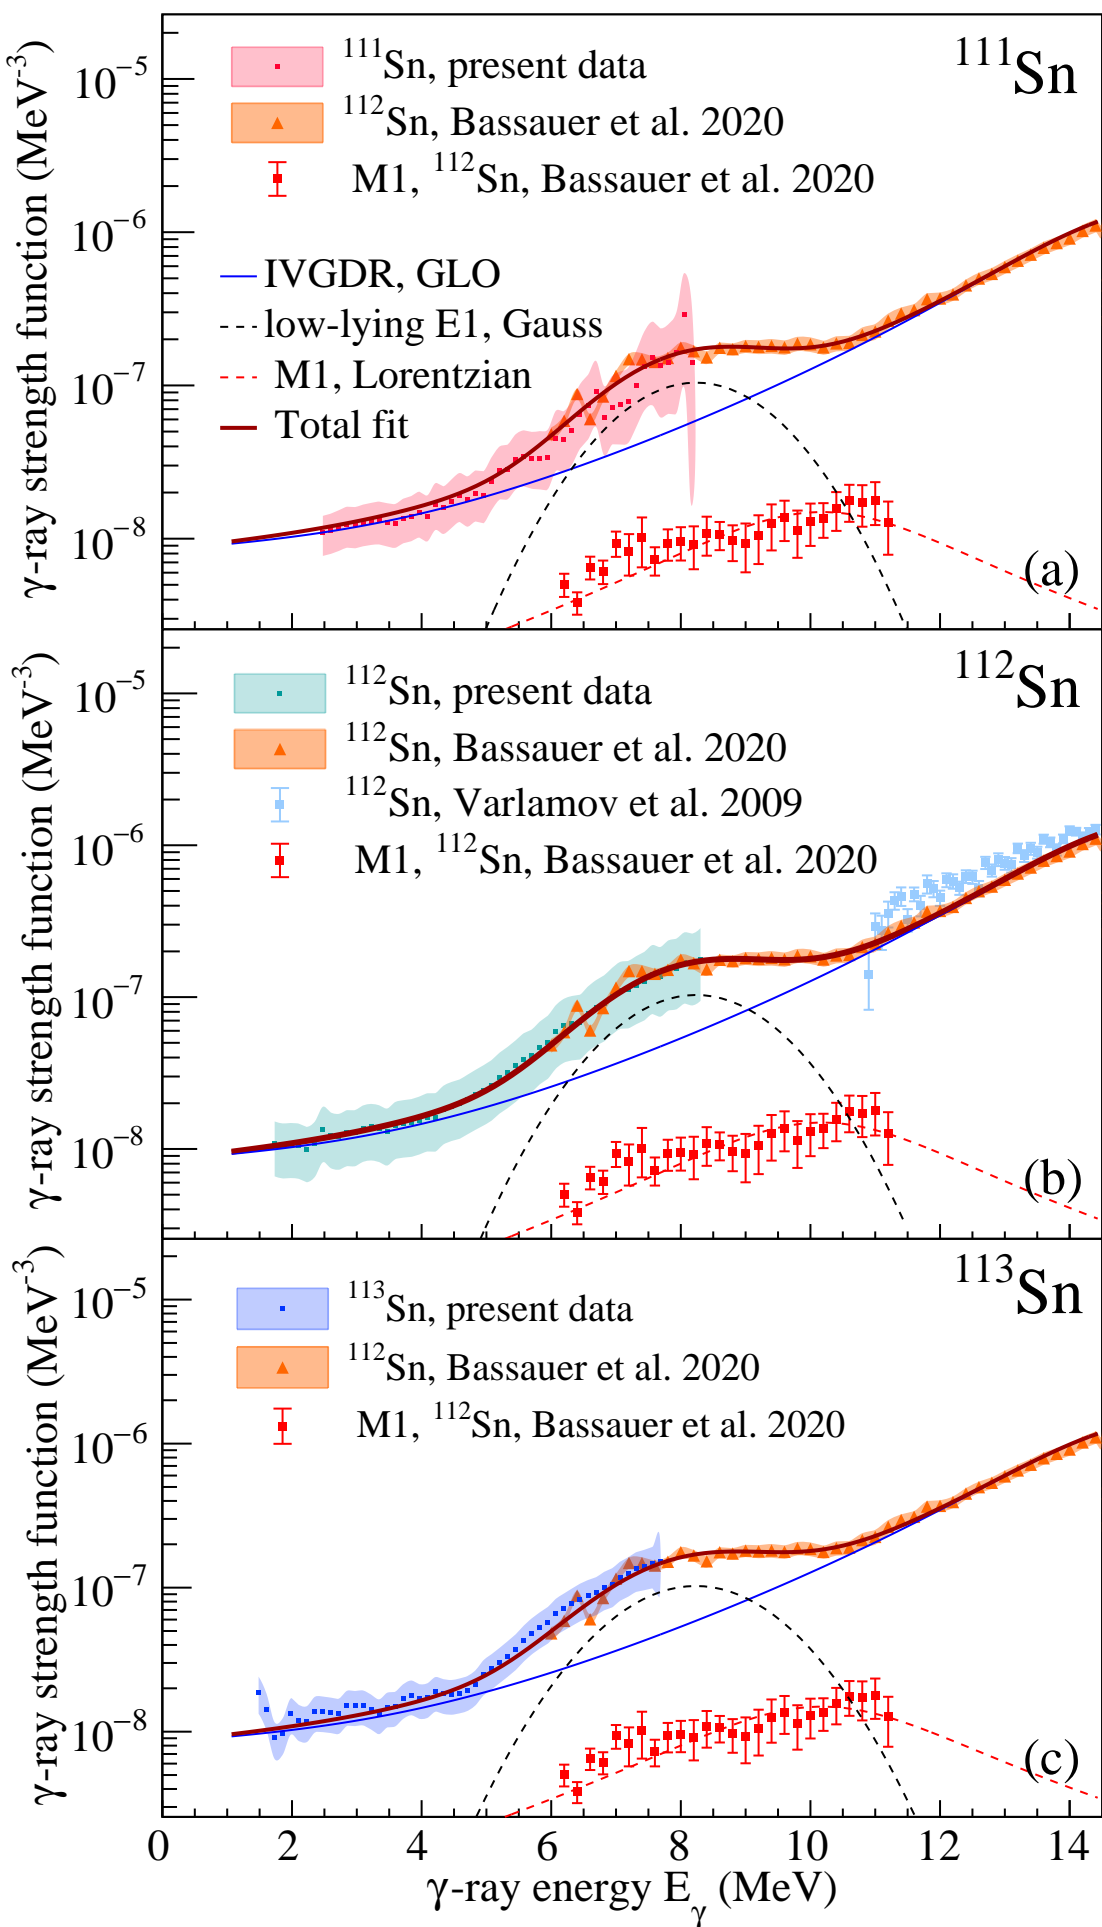 ¹¹¹Sn, present data
¹¹¹Sn
¹¹²Sn, Bassauer et al. 2020
M1, ¹¹²Sn, Bassauer et al. 2020
IVGDR, GLO
low-lying E1, Gauss
M1, Lorentzian
Total fit
(a)
γ-ray strength function (MeV⁻³)
10⁻⁵
10⁻⁶
10⁻⁷
10⁻⁸
¹¹²Sn, present data
¹¹²Sn
¹¹²Sn, Bassauer et al. 2020
¹¹²Sn, Varlamov et al. 2009
M1, ¹¹²Sn, Bassauer et al. 2020
(b)
γ-ray strength function (MeV⁻³)
10⁻⁵
10⁻⁶
10⁻⁷
10⁻⁸
¹¹³Sn, present data
¹¹³Sn
¹¹²Sn, Bassauer et al. 2020
M1, ¹¹²Sn, Bassauer et al. 2020
(c)
γ-ray strength function (MeV⁻³)
10⁻⁵
10⁻⁶
10⁻⁷
10⁻⁸
0 2 4 6 8 10 12 14
γ-ray energy E_γ (MeV)